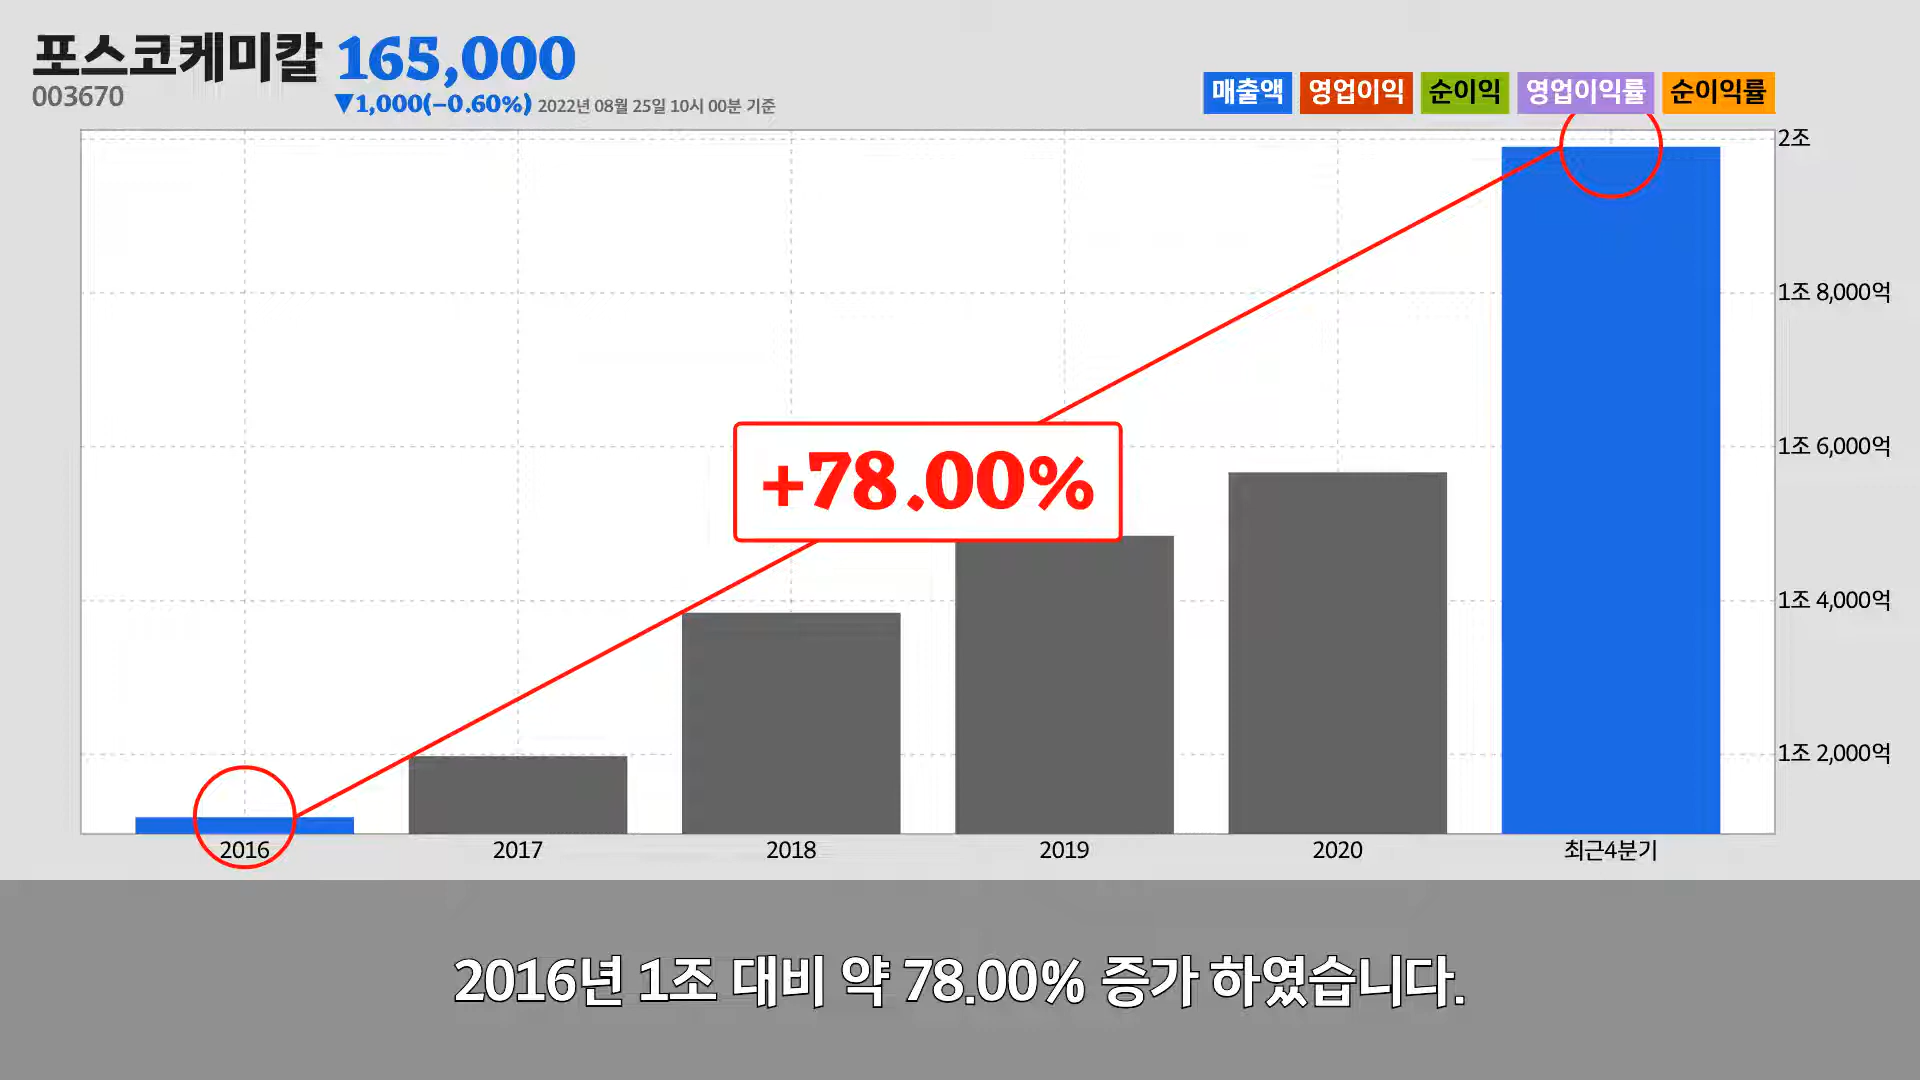 포스코케미칼 165,000
003670
▼1,000(-0.60%) 2022년 08월 25일 10시 00분 기준
매출액 영업이익 순이익 영업이익률 순이익률
2조
1조 8,000억
1조 6,000억
+78.00%
1조 4,000억
1조 2,000억
2016 2017 2018 2019 2020 최근4분기
2016년 1조 대비 약 78.00% 증가 하였습니다.